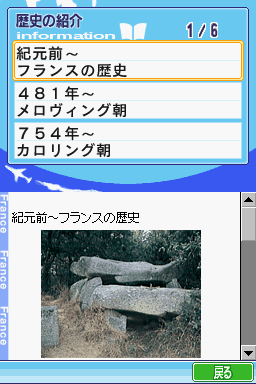 歴史の紹介
information
1/6
紀元前～
フランスの歴史
481年～
メロヴィング朝
754年～
カロリング朝
紀元前～フランスの歴史
France
France
France
戻る